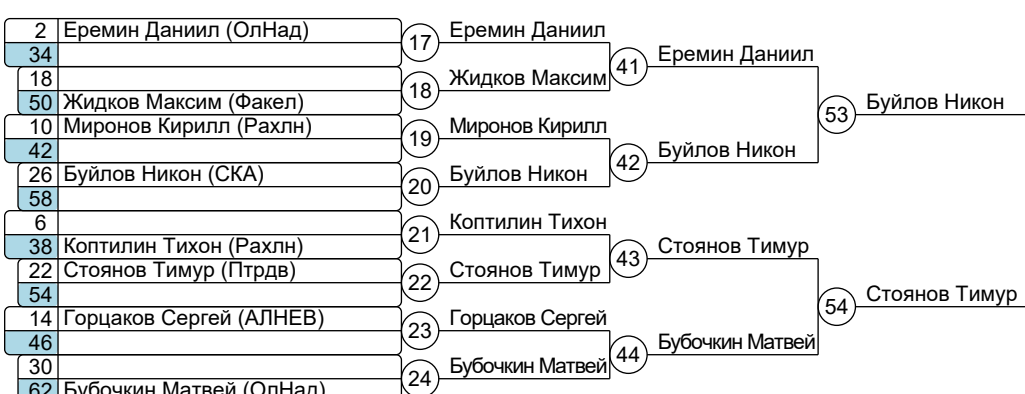 2 Еремин Даниил (ОлНад)
34
17
Еремин Даниил
18
50 Жидков Максим (Факел)
18
Жидков Максим
41
Еремин Даниил
10 Миронов Кирилл (Рахлн)
42
19
Миронов Кирилл
26 Буйлов Никон (СКА)
58
20
Буйлов Никон
42
Буйлов Никон
53
Буйлов Никон
6
38 Коптилин Тихон (Рахлн)
21
Коптилин Тихон
22 Стоянов Тимур (Птрдв)
54
22
Стоянов Тимур
43
Стоянов Тимур
14 Горцаков Сергей (АЛНЕВ)
46
23
Горцаков Сергей
30
62 Бубочкин Матвей (ОлНад)
24
Бубочкин Матвей
44
Бубочкин Матвей
54
Стоянов Тимур